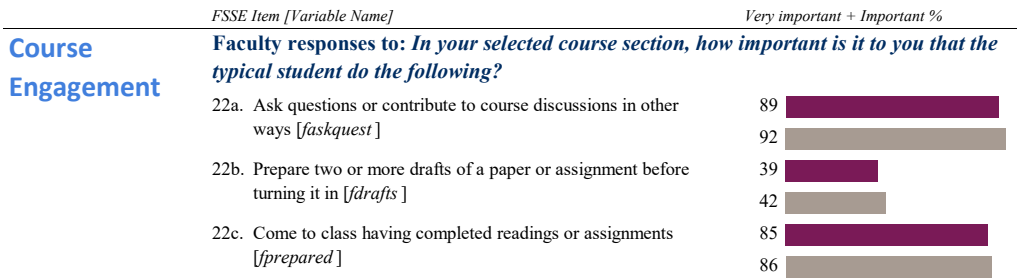 FSSE Item [Variable Name] Very important + Important %
Course Engagement
Faculty responses to: In your selected course section, how important is it to you that the
typical student do the following?
22a. Ask questions or contribute to course discussions in other
ways [faskquest ]
89
92
22b. Prepare two or more drafts of a paper or assignment before
turning it in [fdrafts ]
39
42
22c. Come to class having completed readings or assignments
[fprepared ]
85
86